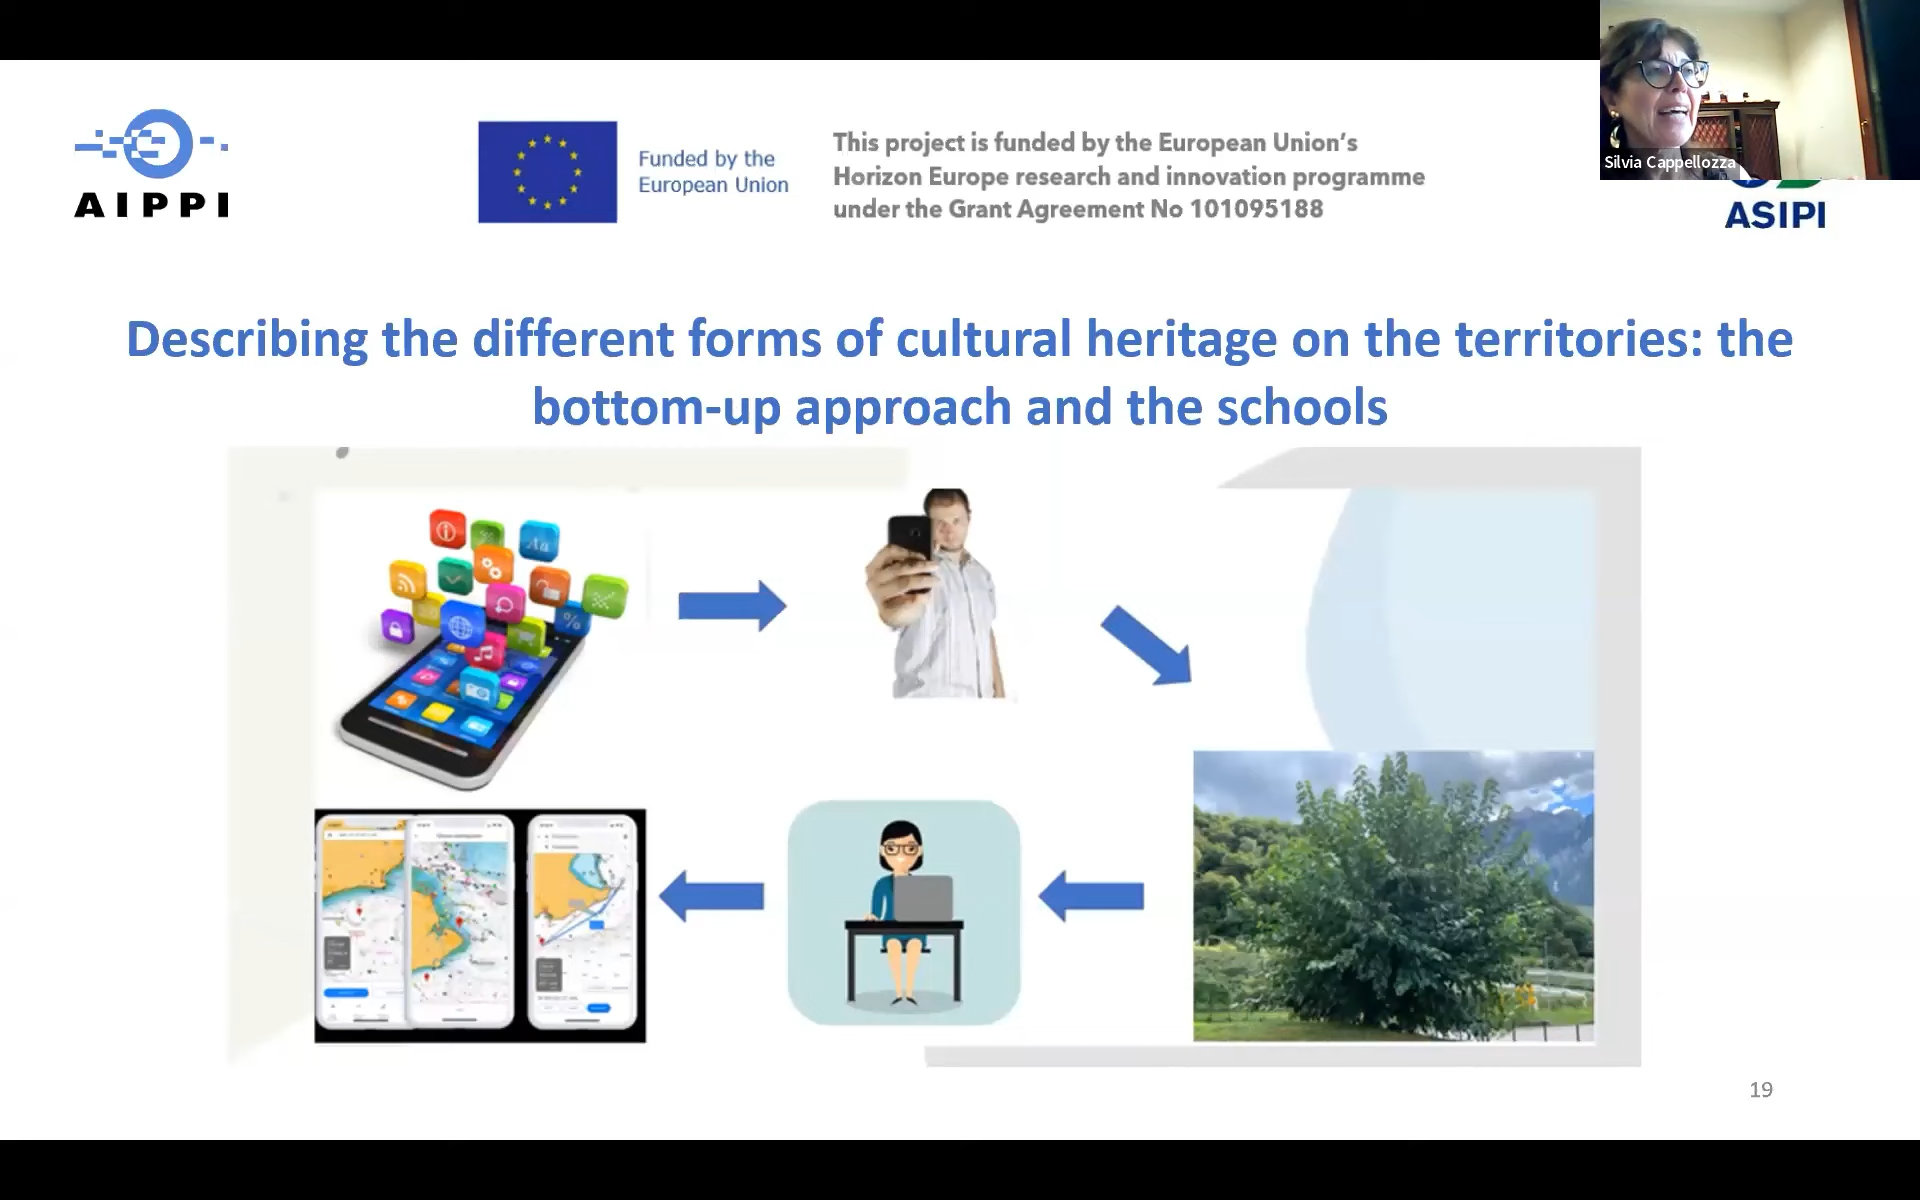 Silvia Cappellozza
AIPPI
Funded by the
European Union
This project is funded by the European Union's
Horizon Europe research and innovation programme
under the Grant Agreement No 101095188
ASIPI
Describing the different forms of cultural heritage on the territories: the
bottom-up approach and the schools
Aa
%
19